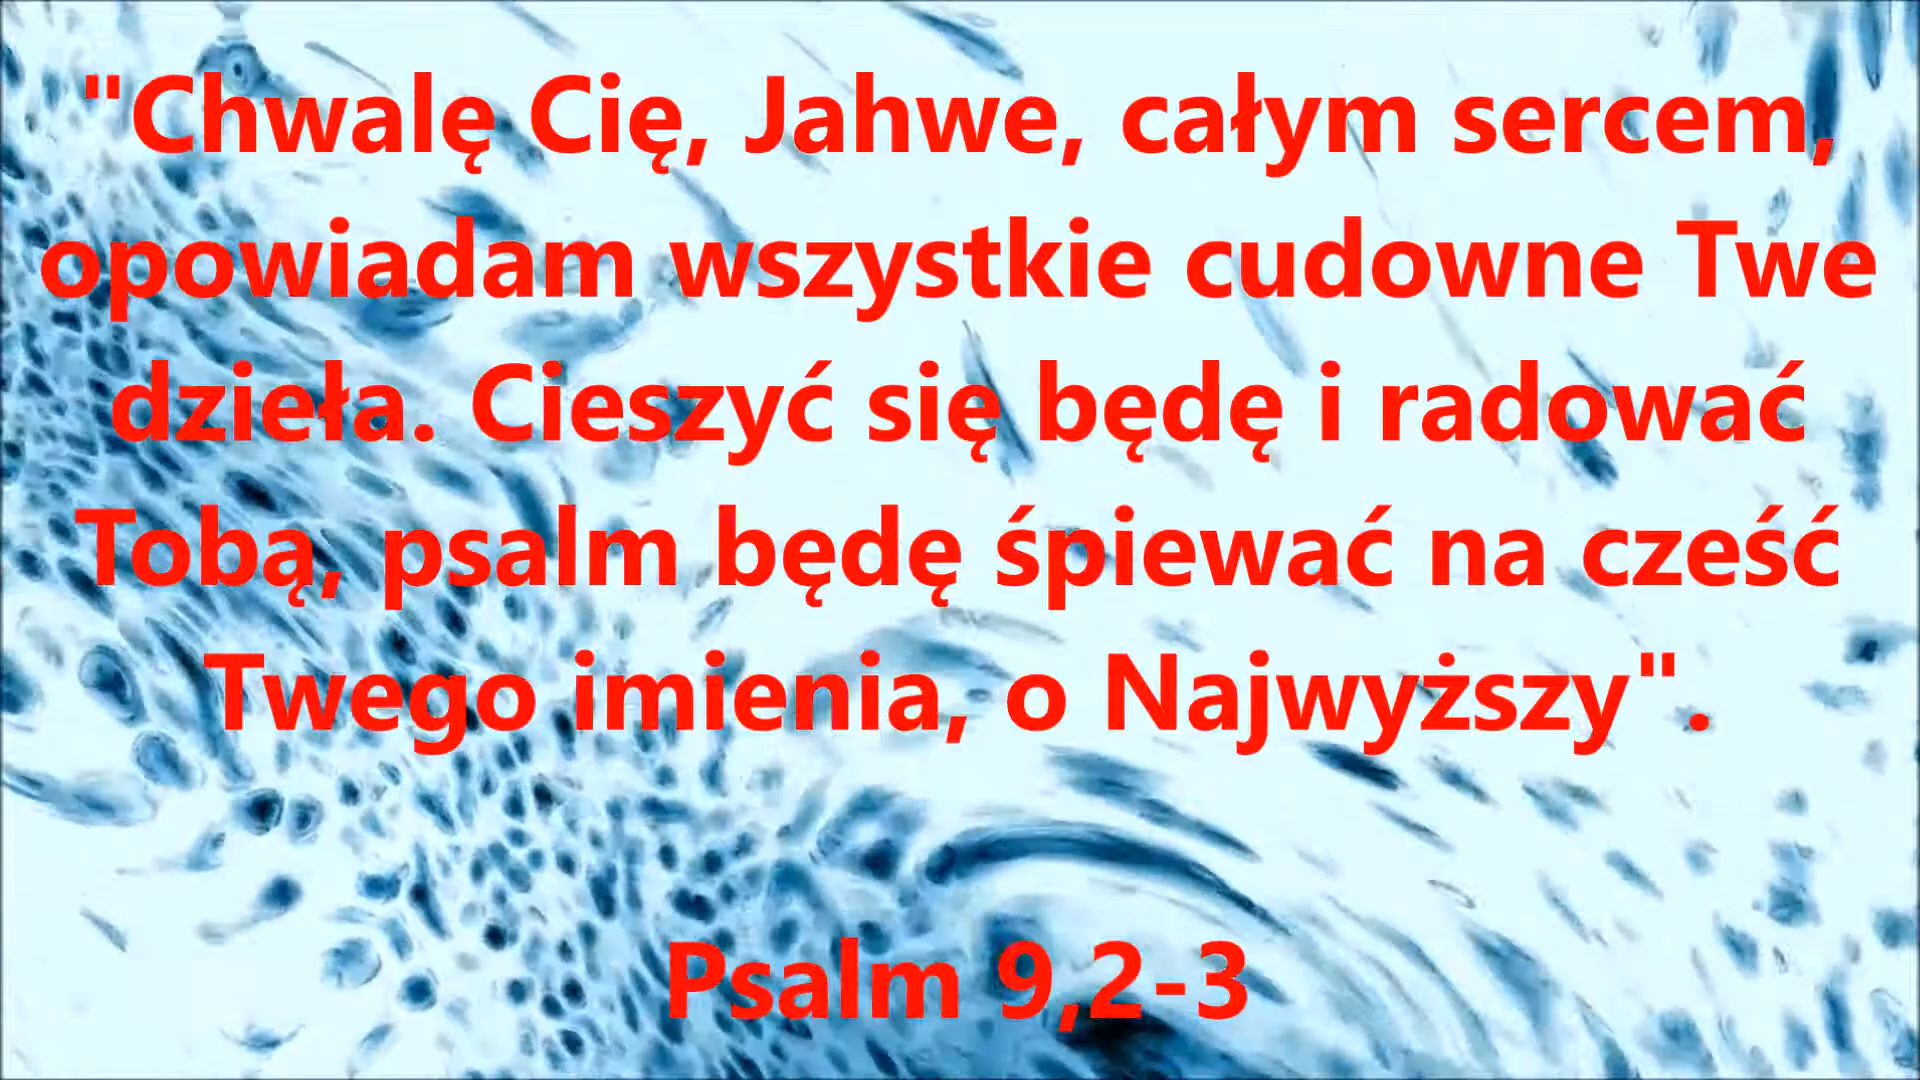 "Chwalę Cię, Jahwe, całym sercem,
opowiadam wszystkie cudowne Twe
dzieła. Cieszyć się będę i radować
Tobą, psalm będę śpiewać na cześć
Twego imienia, o Najwyższy".
Psalm 9,2-3